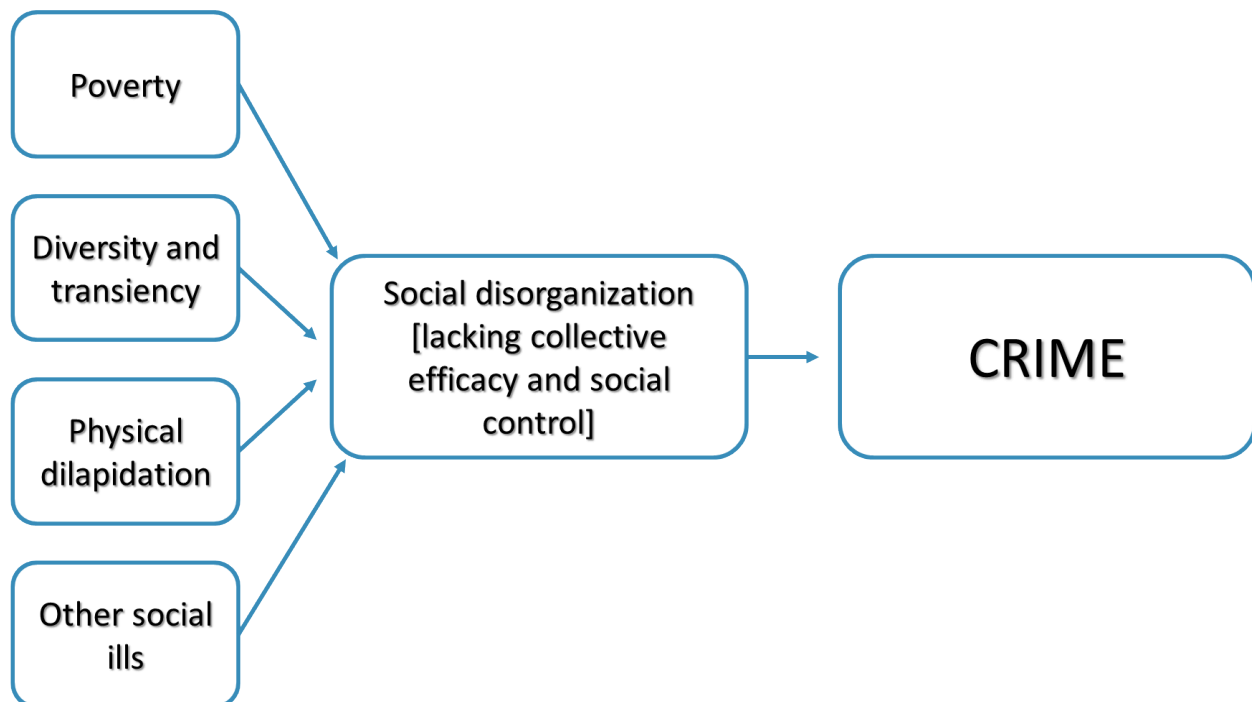 Poverty
Diversity and
transiency
Physical
dilapidation
Other social
ills
Social disorganization
[lacking collective
efficacy and social
control]
CRIME